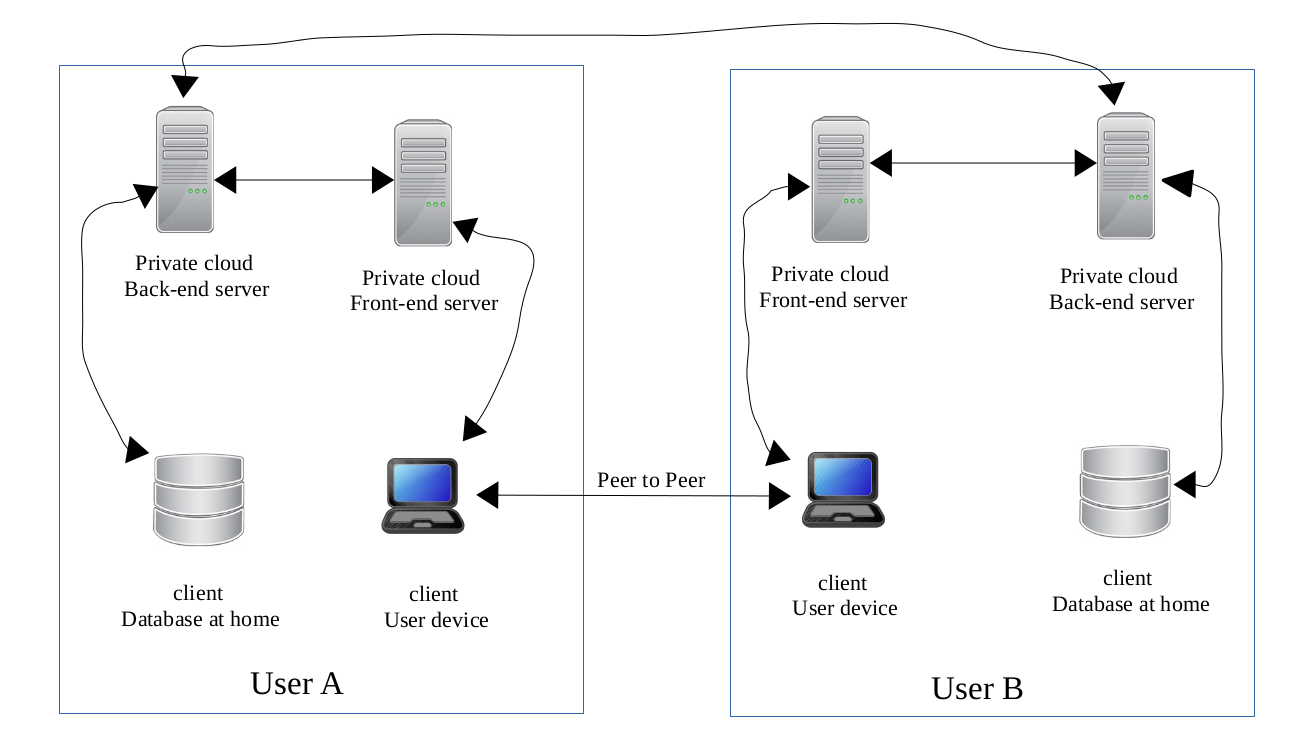 Private cloud
Back-end server
Private cloud
Front-end server
Private cloud
Front-end server
Private cloud
Back-end server
Peer to Peer
client
Database at home
client
User device
client
User device
client
Database at home
User A
User B